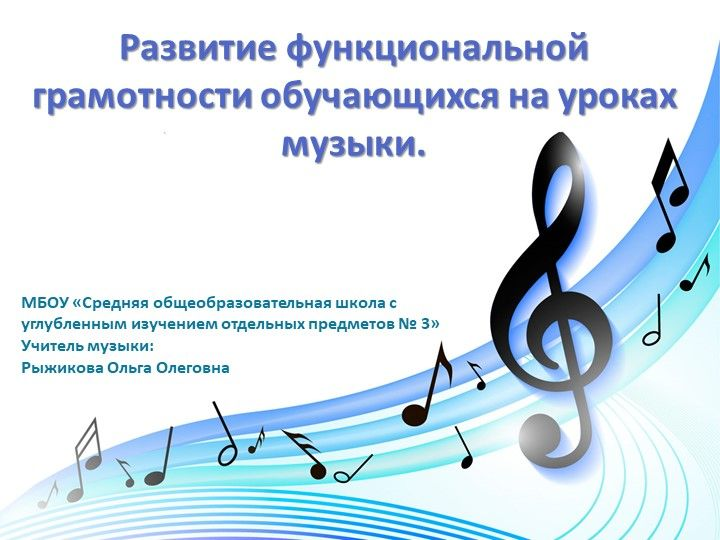 Развитие функциональной
грамотности обучающихся на уроках
музыки.
МБОУ «Средняя общеобразовательная школа с
углубленным изучением отдельных предметов № 3»
Учитель музыки:
Рыжикова Ольга Олеговна